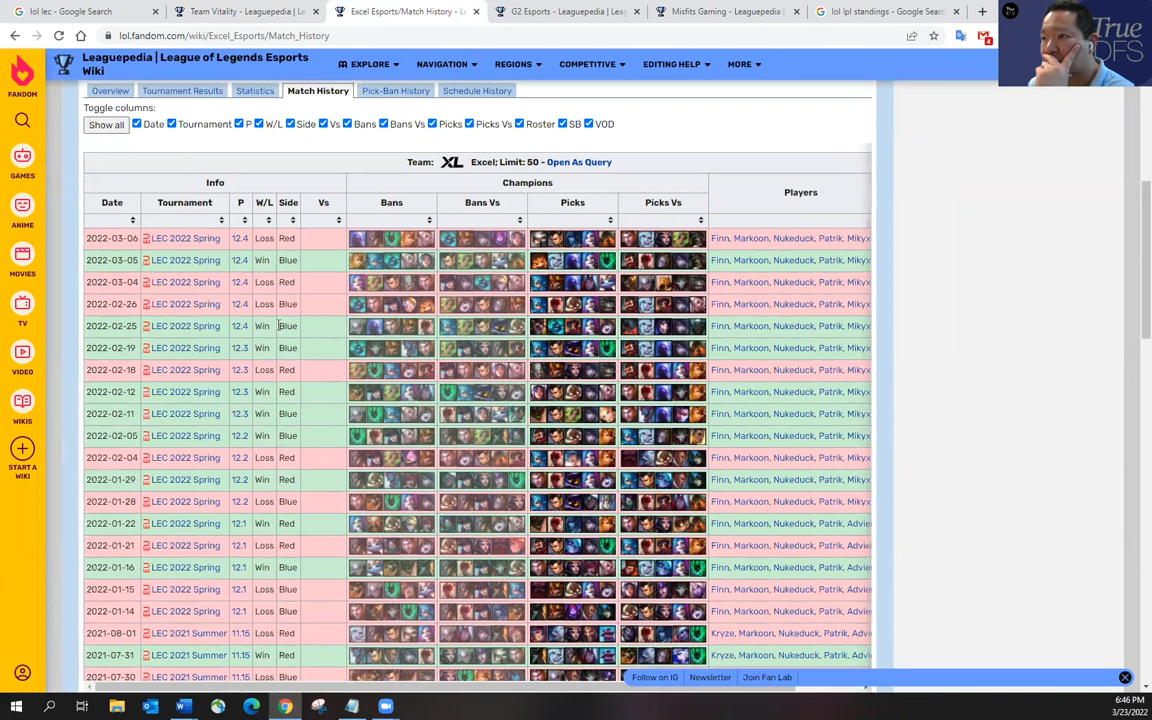 lol lec - Google Search
Team Vitality - Leaguepedia | Le
Excel Esports/Match History - Le
G2 Esports - Leaguepedia | Leag
Misfits Gaming - Leaguepedia |
lol lpl standings - Google Search
lol.fandom.com/wiki/Excel_Esports/Match_History
4
True
DFS
FANDOM
Leaguepedia | League of Legends Esports Wiki
EXPLORE
NAVIGATION
REGIONS
COMPETITIVE
EDITING HELP
MORE
GAMES
ANIME
MOVIES
TV
VIDEO
WIKIS
START A
WIKI
Overview
Tournament Results
Statistics
Match History
Pick-Ban History
Schedule History
Toggle columns:
Show all Date Tournament P W/L Side Vs Bans Bans Vs Picks Picks Vs Roster SB VOD
Team: XL Excel; Limit: 50 - Open As Query
Info Champions Players
Date Tournament P W/L Side Vs Bans Bans Vs Picks Picks Vs
2022-03-06 LEC 2022 Spring 12.4 Loss Red Finn, Markoon, Nukeduck, Patrik, Mikyx
2022-03-05 LEC 2022 Spring 12.4 Win Blue Finn, Markoon, Nukeduck, Patrik, Mikyx
2022-03-04 LEC 2022 Spring 12.4 Loss Red Finn, Markoon, Nukeduck, Patrik, Mikyx
2022-02-26 LEC 2022 Spring 12.4 Loss Blue Finn, Markoon, Nukeduck, Patrik, Mikyx
2022-02-25 LEC 2022 Spring 12.4 Win Blue Finn, Markoon, Nukeduck, Patrik, Mikyx
2022-02-19 LEC 2022 Spring 12.3 Win Blue Finn, Markoon, Nukeduck, Patrik, Mikyx
2022-02-18 LEC 2022 Spring 12.3 Loss Red Finn, Markoon, Nukeduck, Patrik, Mikyx
2022-02-12 LEC 2022 Spring 12.3 Win Red Finn, Markoon, Nukeduck, Patrik, Mikyx
2022-02-11 LEC 2022 Spring 12.3 Win Blue Finn, Markoon, Nukeduck, Patrik, Mikyx
2022-02-05 LEC 2022 Spring 12.2 Win Blue Finn, Markoon, Nukeduck, Patrik, Mikyx
2022-02-04 LEC 2022 Spring 12.2 Loss Red Finn, Markoon, Nukeduck, Patrik, Mikyx
2022-01-29 LEC 2022 Spring 12.2 Win Red Finn, Markoon, Nukeduck, Patrik, Mikyx
2022-01-28 LEC 2022 Spring 12.2 Loss Blue Finn, Markoon, Nukeduck, Patrik, Mikyx
2022-01-22 LEC 2022 Spring 12.1 Win Red Finn, Markoon, Nukeduck, Patrik, Advie
2022-01-21 LEC 2022 Spring 12.1 Loss Red Finn, Markoon, Nukeduck, Patrik, Advie
2022-01-16 LEC 2022 Spring 12.1 Win Blue Finn, Markoon, Nukeduck, Patrik, Advie
2022-01-15 LEC 2022 Spring 12.1 Loss Red Finn, Markoon, Nukeduck, Patrik, Advie
2022-01-14 LEC 2022 Spring 12.1 Loss Blue Finn, Markoon, Nukeduck, Patrik, Advie
2021-08-01 LEC 2021 Summer 11.15 Loss Red Kryze, Markoon, Nukeduck, Patrik, Advi
2021-07-31 LEC 2021 Summer 11.15 Win Red Kryze, Markoon, Nukeduck, Patrik, Advi
2021-07-30 LEC 2021 Summer 11.15 Loss Blue
Follow on IG
Newsletter
Join Fan Lab
6:46 PM
3/23/2022